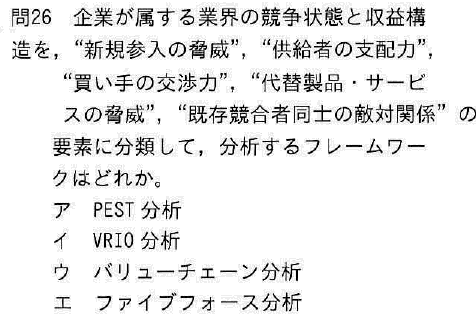 問26　企業が属する業界の競争状態と収益構
造を，“新規参入の脅威”，“供給者の支配力”，
“買い手の交渉力”，“代替製品・サービ
スの脅威”，“既存競合者同士の敵対関係”の
要素に分類して，分析するフレームワー
クはどれか。
ア　PEST 分析
イ　VRIO 分析
ウ　バリューチェーン分析
エ　ファイブフォース分析